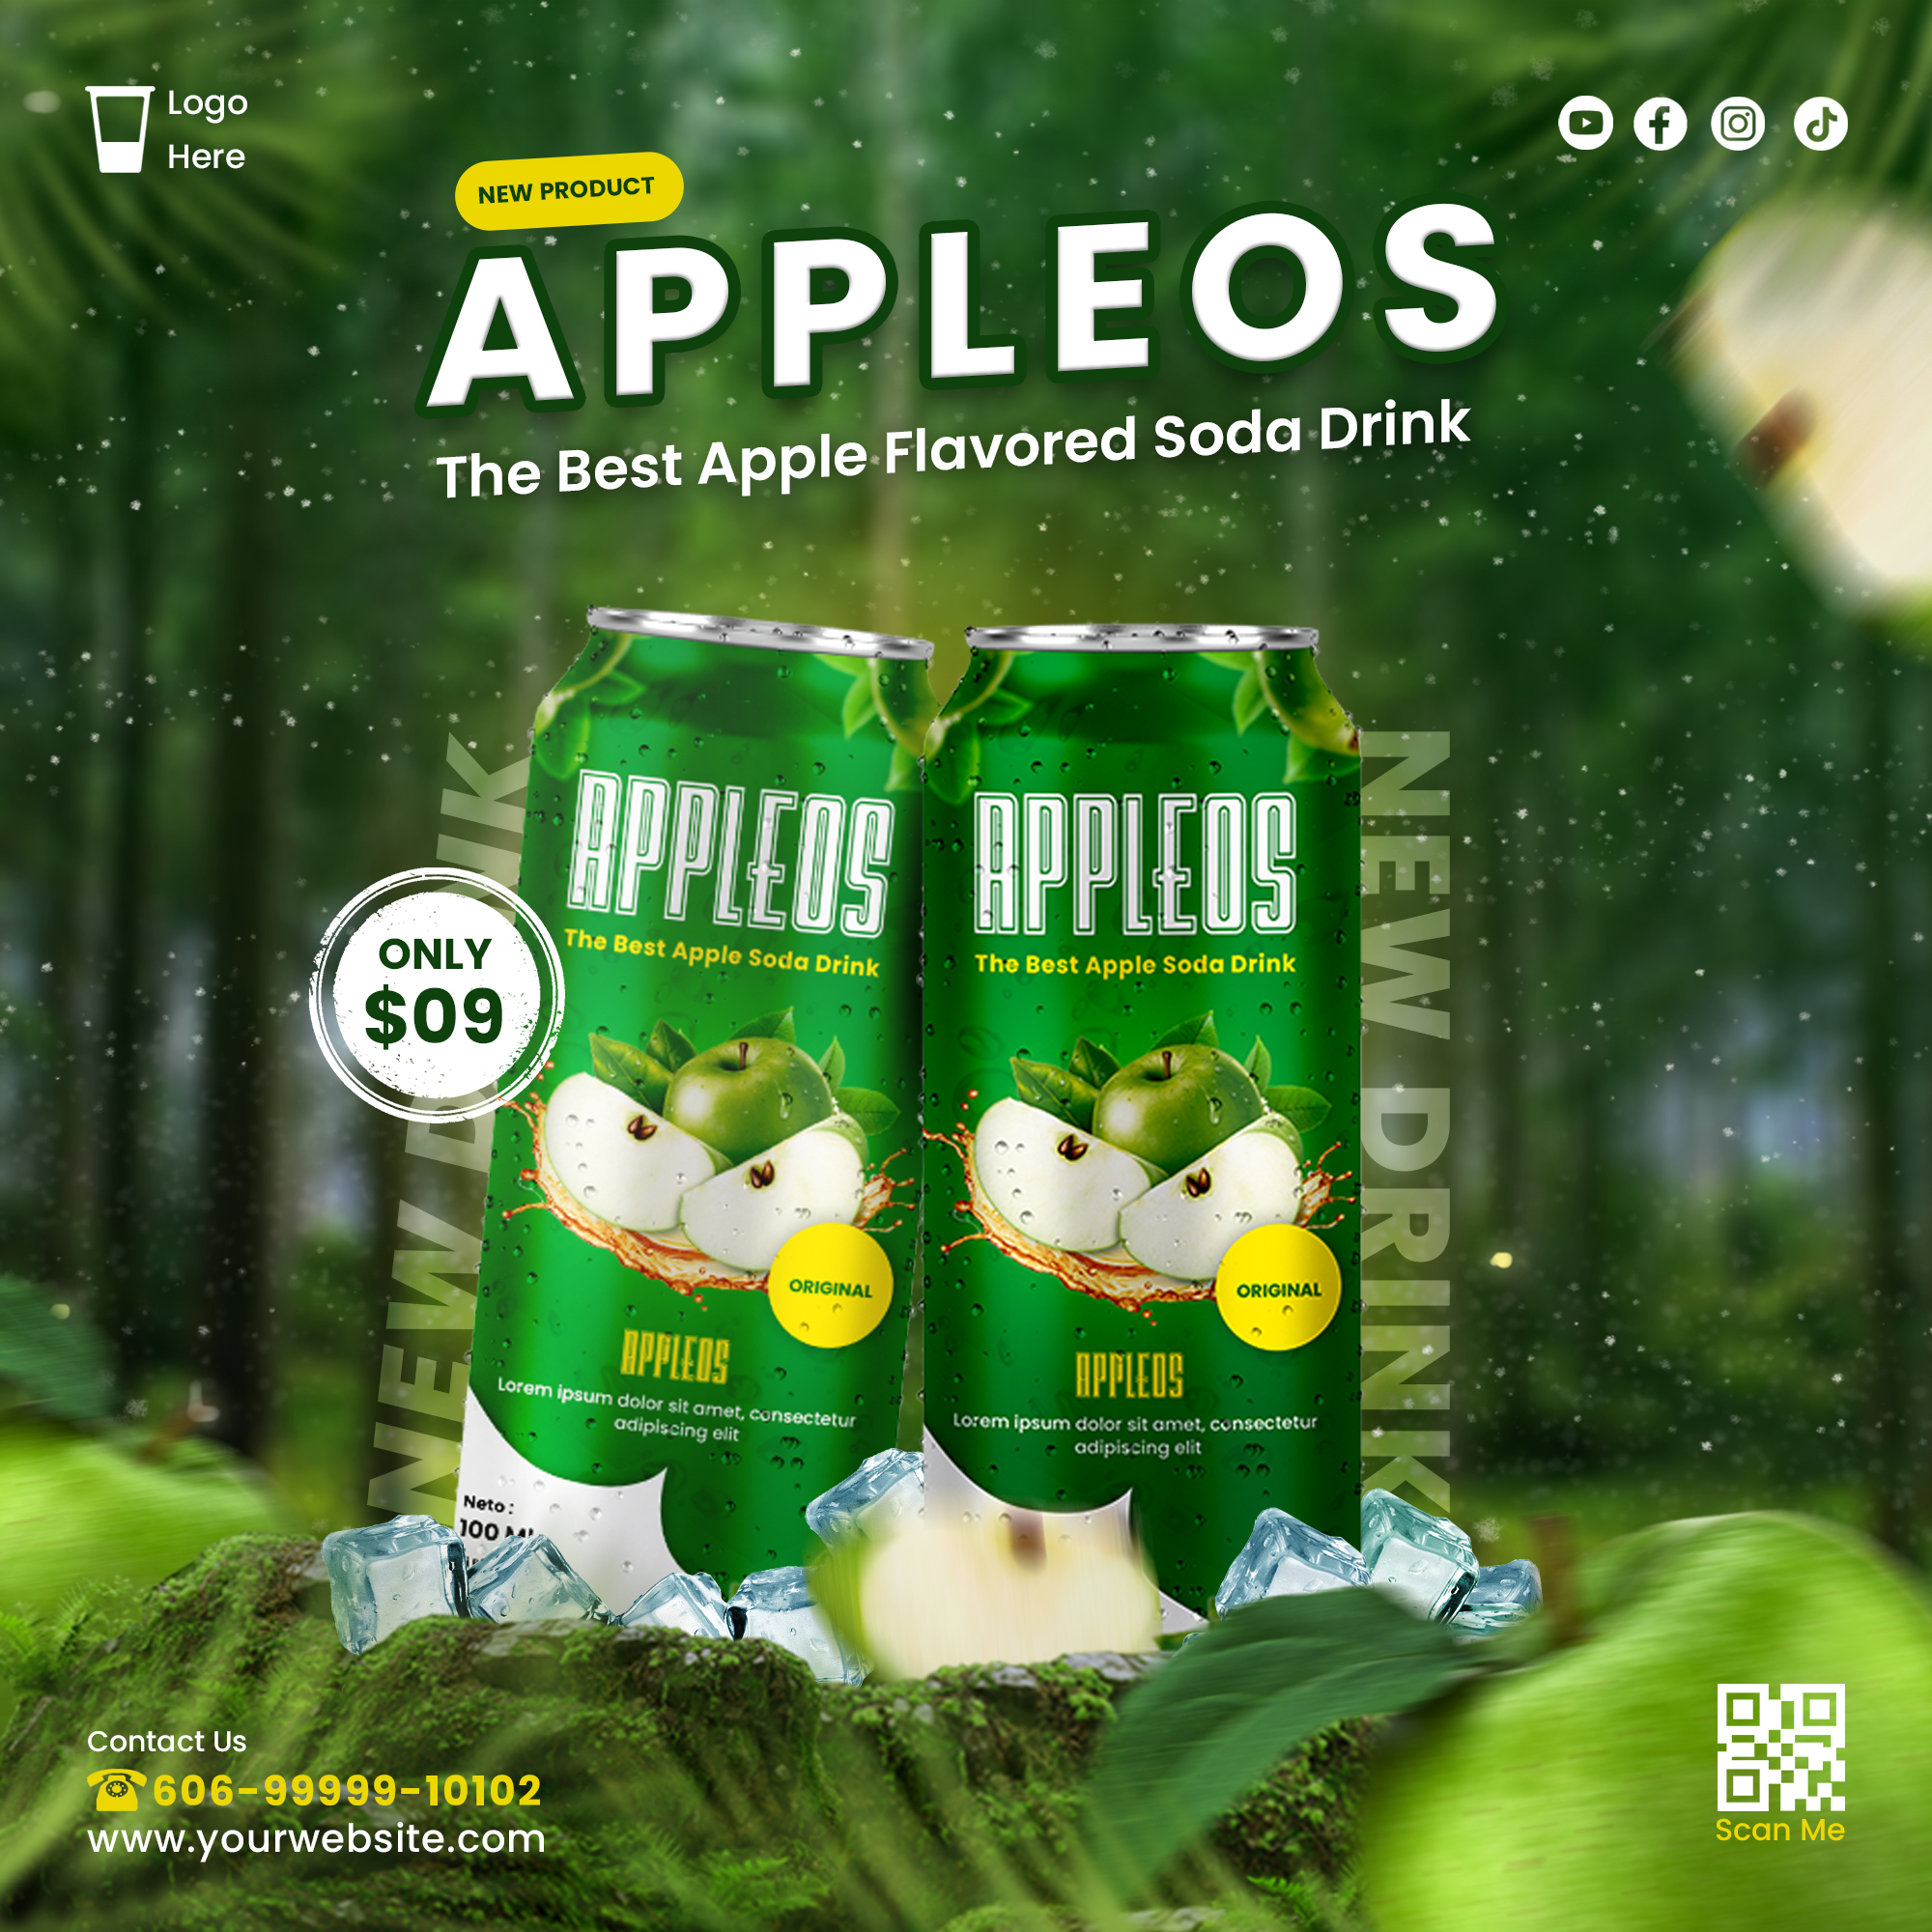 Logo
Here
NEW PRODUCT
APPLEOS
The Best Apple Flavored Soda Drink
NEW DRINK
ONLY
$09
APPLEOS
The Best Apple Soda Drink
ORIGINAL
APPLEOS
Lorem ipsum dolor sit amet, consectetur
adipiscing elit
Neto :
100
APPLEOS
The Best Apple Soda Drink
ORIGINAL
APPLEOS
Lorem ipsum dolor sit amet, consectetur
adipiscing elit
Contact Us
606-99999-10102
www.yourwebsite.com
Scan Me